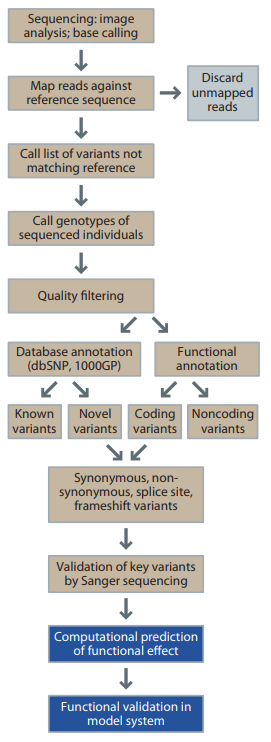 Sequencing: image
analysis; base calling
Map reads against
reference sequence
Discard
unmapped
reads
Call list of variants not
matching reference
Call genotypes of
sequenced individuals
Quality filtering
Database annotation
(dbSNP, 1000GP)
Functional
annotation
Known
variants
Novel
variants
Coding
variants
Noncoding
variants
Synonymous, non-
synonymous, splice site,
frameshift variants
Validation of key variants
by Sanger sequencing
Computational prediction
of functional effect
Functional validation in
model system